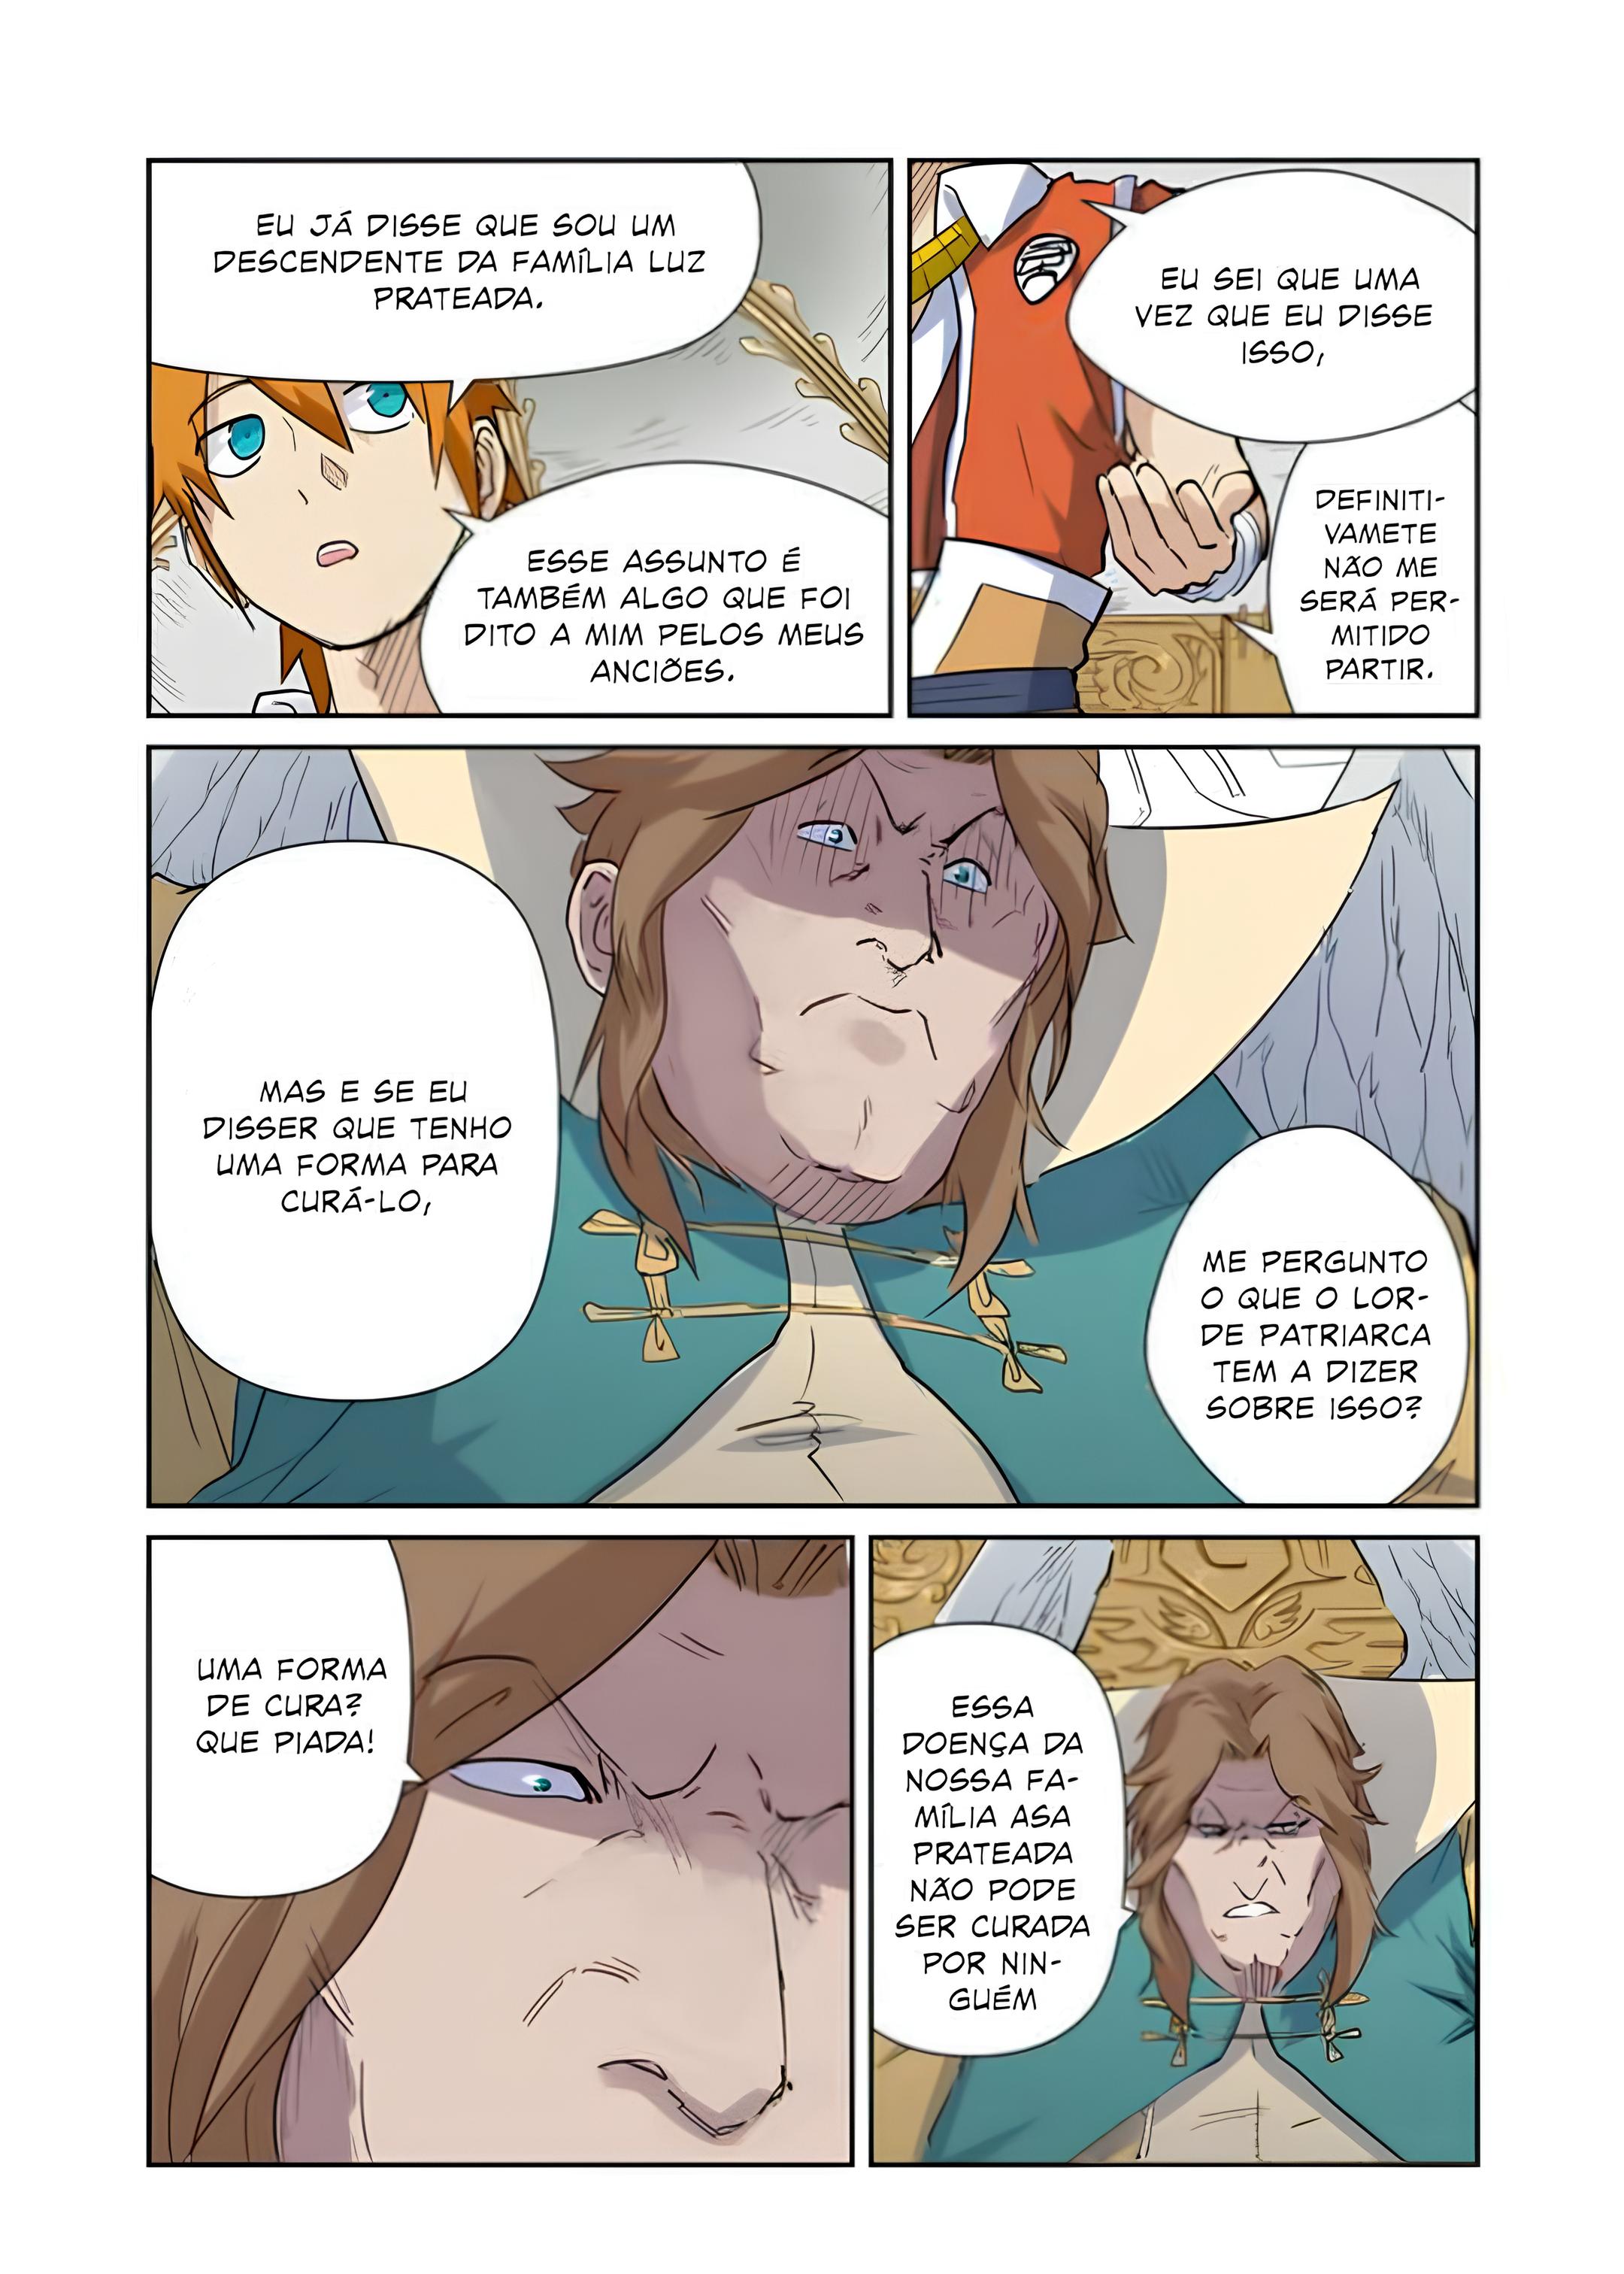 EU JÁ DISSE QUE SOU UM
DESCENDENTE DA FAMÍLIA LUZ
PRATEADA.
ESSE ASSUNTO É
TAMBÉM ALGO QUE FOI
DITO A MIM PELOS MEUS
ANCIÕES.
EU SEI QUE UMA
VEZ QUE EU DISSE
ISSO,
DEFINITI-
VAMETE
NÃO ME
SERÁ PER-
MITIDO
PARTIR.
MAS E SE EU
DISSER QUE TENHO
UMA FORMA PARA
CURÁ-LO,
ME PERGUNTO
O QUE O LOR-
DE PATRIARCA
TEM A DIZER
SOBRE ISSO?
UMA FORMA
DE CURA?
QUE PIADA!
ESSA
DOENÇA DA
NOSSA FA-
MÍLIA ASA
PRATEADA
NÃO PODE
SER CURADA
POR NIN-
GUÉM